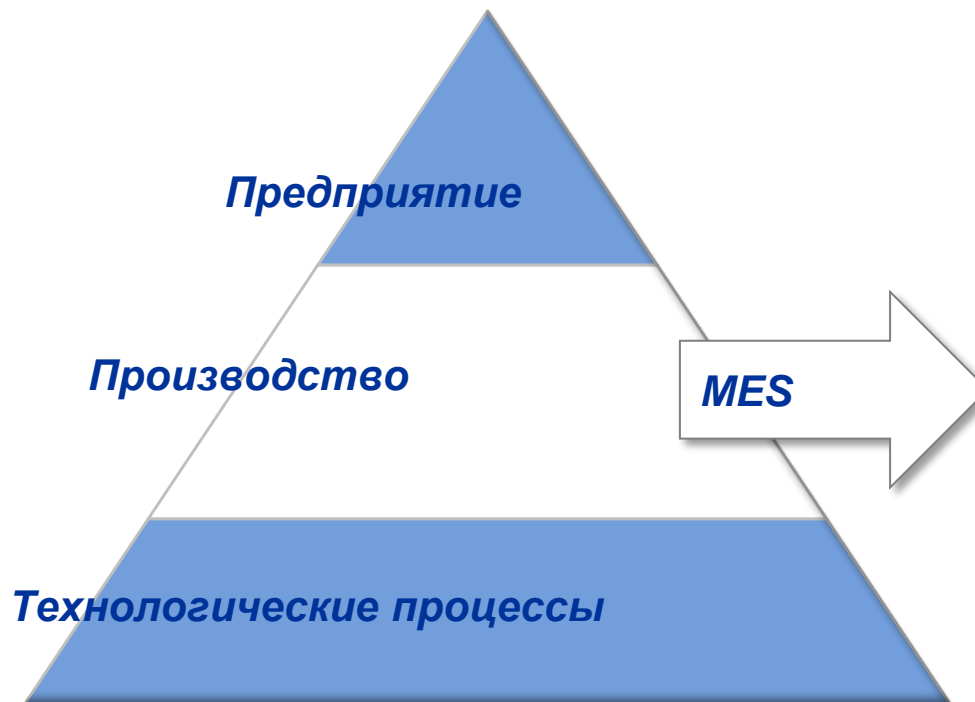 Предприятие
Производство
MES
Технологические процессы